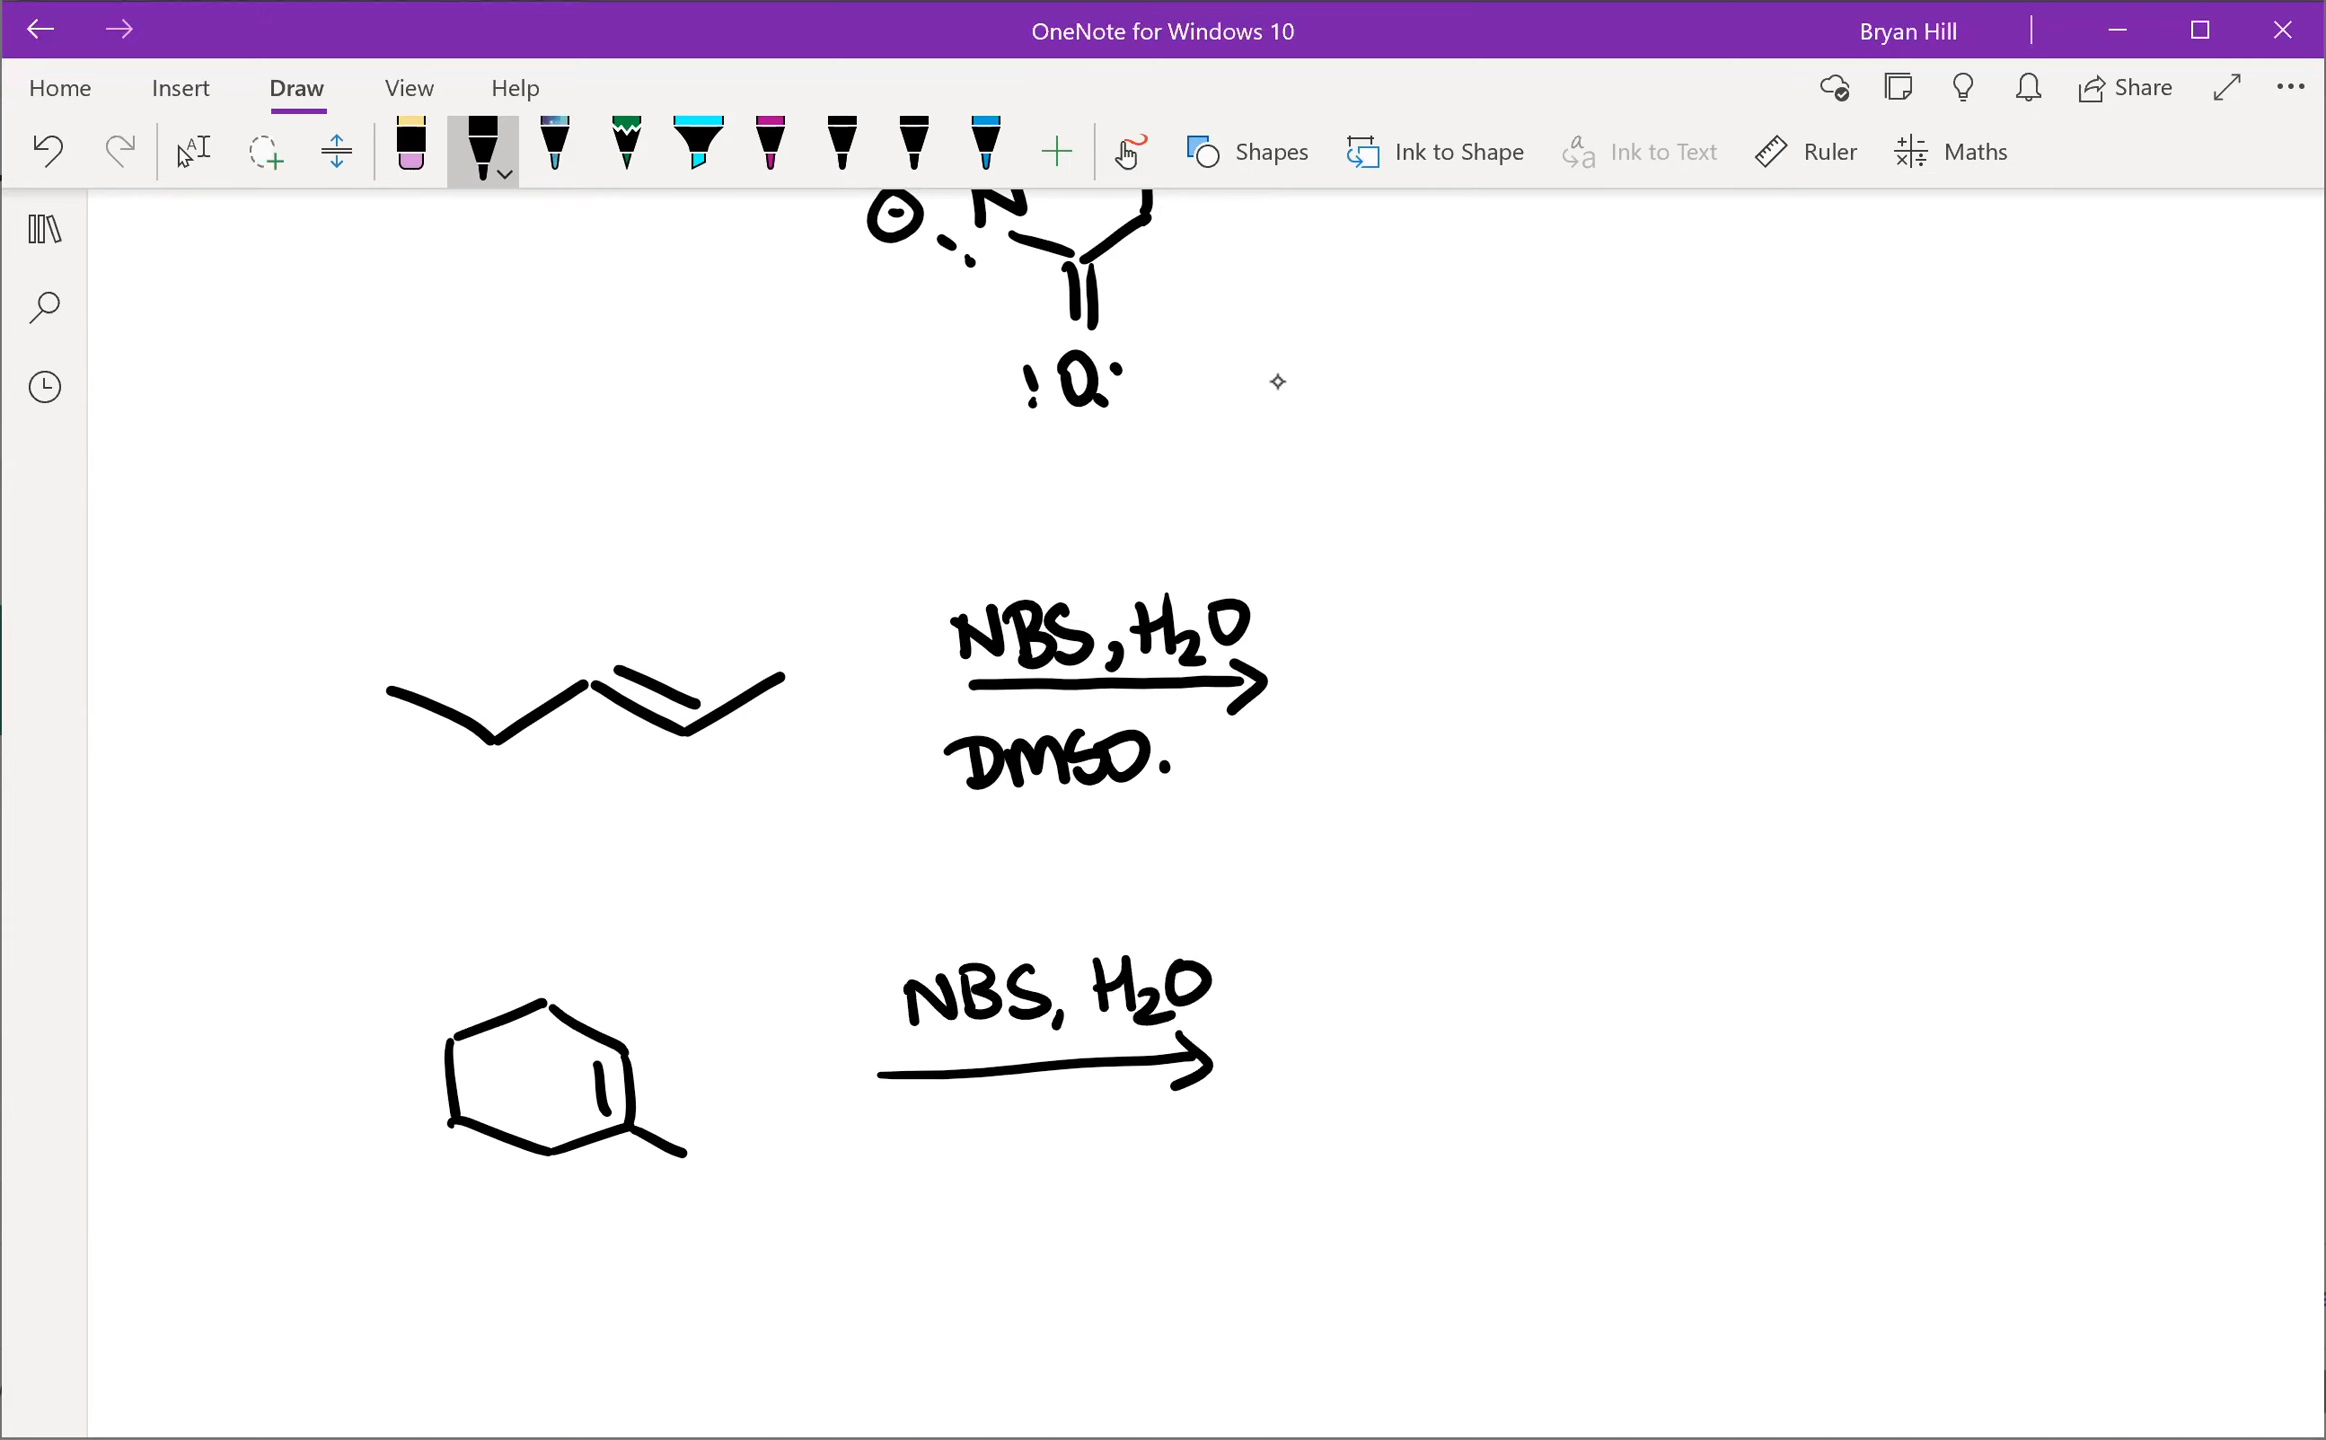 OneNote for Windows 10
Bryan Hill
Home Insert Draw View Help
Share
Shapes Ink to Shape Ink to Text Ruler Maths
N
O
NBS, H₂O
DMSO.
NBS, H₂O